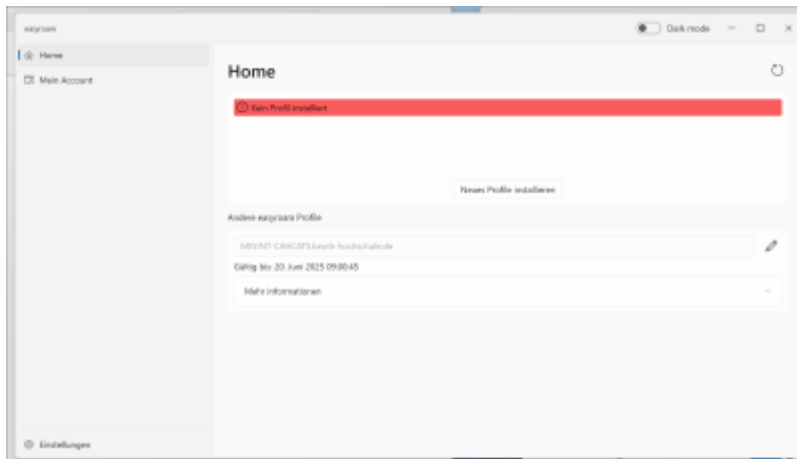 easyroam
Dark mode
Home
Mein Account
Home
Kein Profil installiert
Neues Profile installieren
Andere easyroam Profile
Gültig bis: 20. Juni 2025 09:00:45
Mehr informationen
Einstellungen